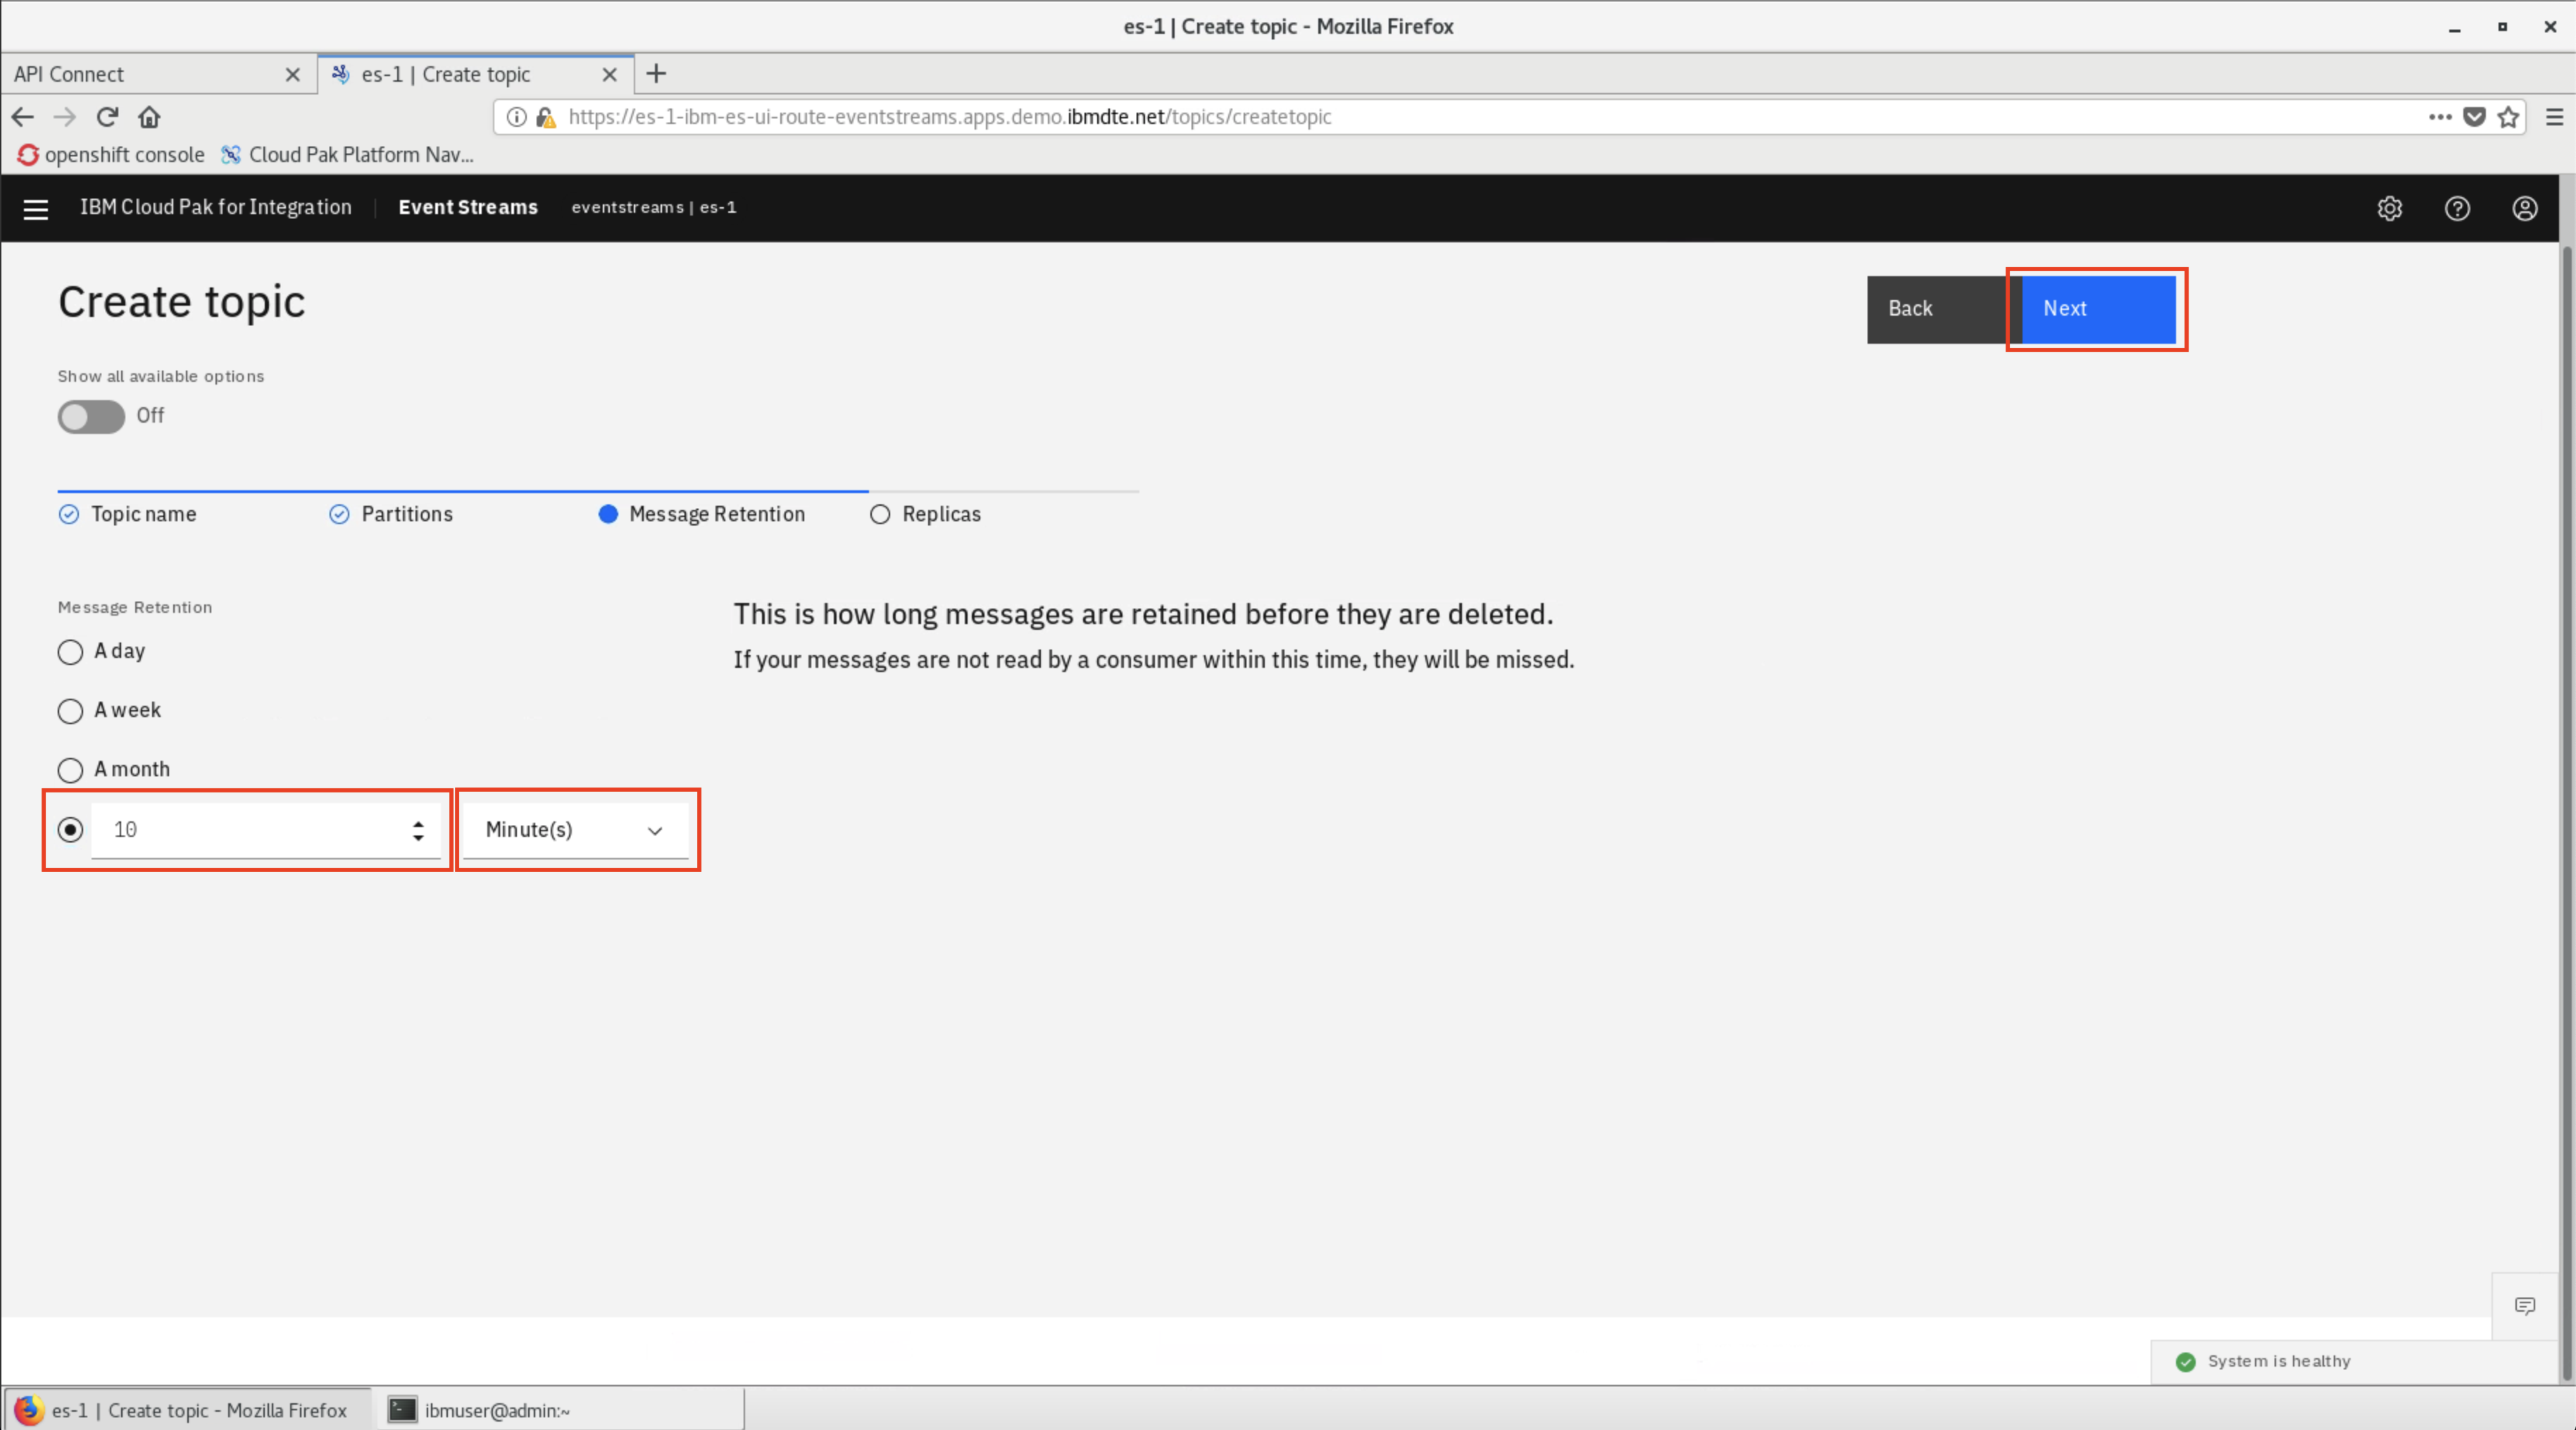 es-1 | Create topic - Mozilla Firefox
API Connect
es-1 | Create topic
https://es-1-ibm-es-ui-route-eventstreams.apps.demo.ibmdte.net/topics/createtopic
openshift console
Cloud Pak Platform Nav...
IBM Cloud Pak for Integration
Event Streams
eventstreams | es-1
Create topic
Back
Next
Show all available options
Off
Topic name
Partitions
Message Retention
Replicas
Message Retention
A day
A week
A month
10
Minute(s)
This is how long messages are retained before they are deleted.
If your messages are not read by a consumer within this time, they will be missed.
System is healthy
es-1 | Create topic - Mozilla Firefox
ibmuser@admin:~